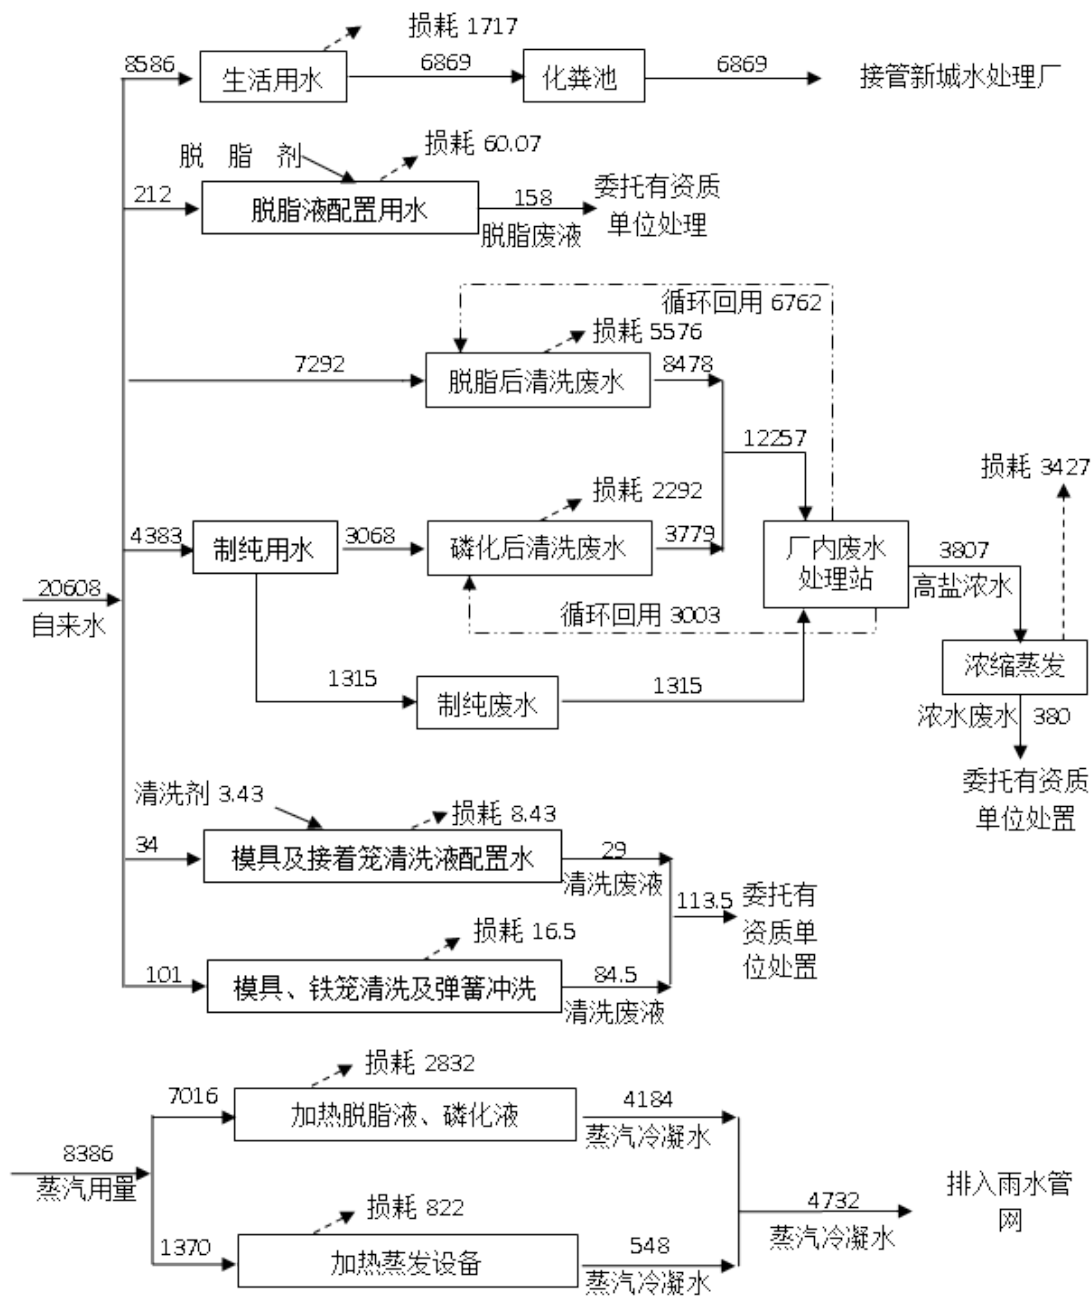 损耗 1717
8586
生活用水
6869
化粪池
6869
接管新城水处理厂
脱 脂 剂
损耗 60.07
212
脱脂液配置用水
158
脱脂废液
委托有资质
单位处理
循环回用 6762
损耗 5576
7292
脱脂后清洗废水
8478
12257
损耗 3427
损耗 2292
4383
制纯用水
3068
磷化后清洗废水
3779
厂内废水
处理站
3807
高盐浓水
20608
自来水
循环回用 3003
浓缩蒸发
1315
制纯废水
1315
浓水废水
380
委托有资质
单位处置
清洗剂 3.43
损耗 8.43
34
模具及接着笼清洗液配置水
29
清洗废液
113.5
委托有
资质单
位处置
损耗 16.5
101
模具、铁笼清洗及弹簧冲洗
84.5
清洗废液
损耗 2832
7016
加热脱脂液、磷化液
4184
蒸汽冷凝水
8386
蒸汽用量
4732
蒸汽冷凝水
排入雨水管
网
损耗 822
1370
加热蒸发设备
548
蒸汽冷凝水